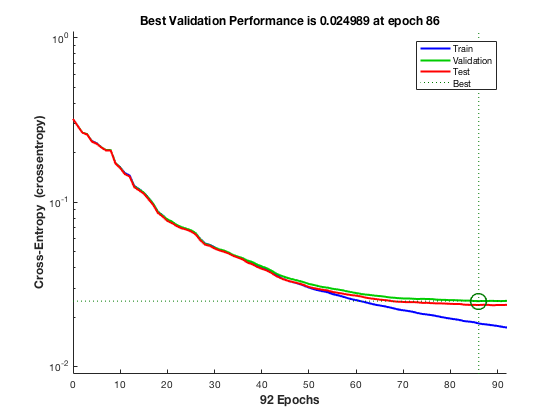 Best Validation Performance is 0.024989 at epoch 86
Train
Validation
Test
Best
10^0
10^-1
10^-2
Cross-Entropy (crossentropy)
0 10 20 30 40 50 60 70 80 90
92 Epochs